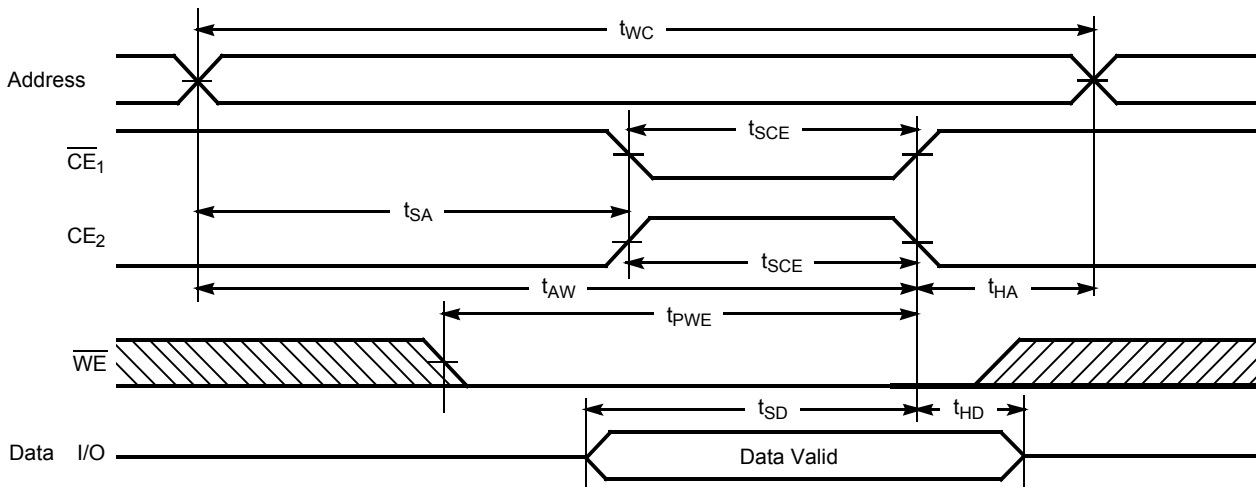 tWC
Address
tSCE
CE1
tSA
CE2
tSCE
tAW
tHA
tPWE
WE
tSD
tHD
Data I/O
Data Valid